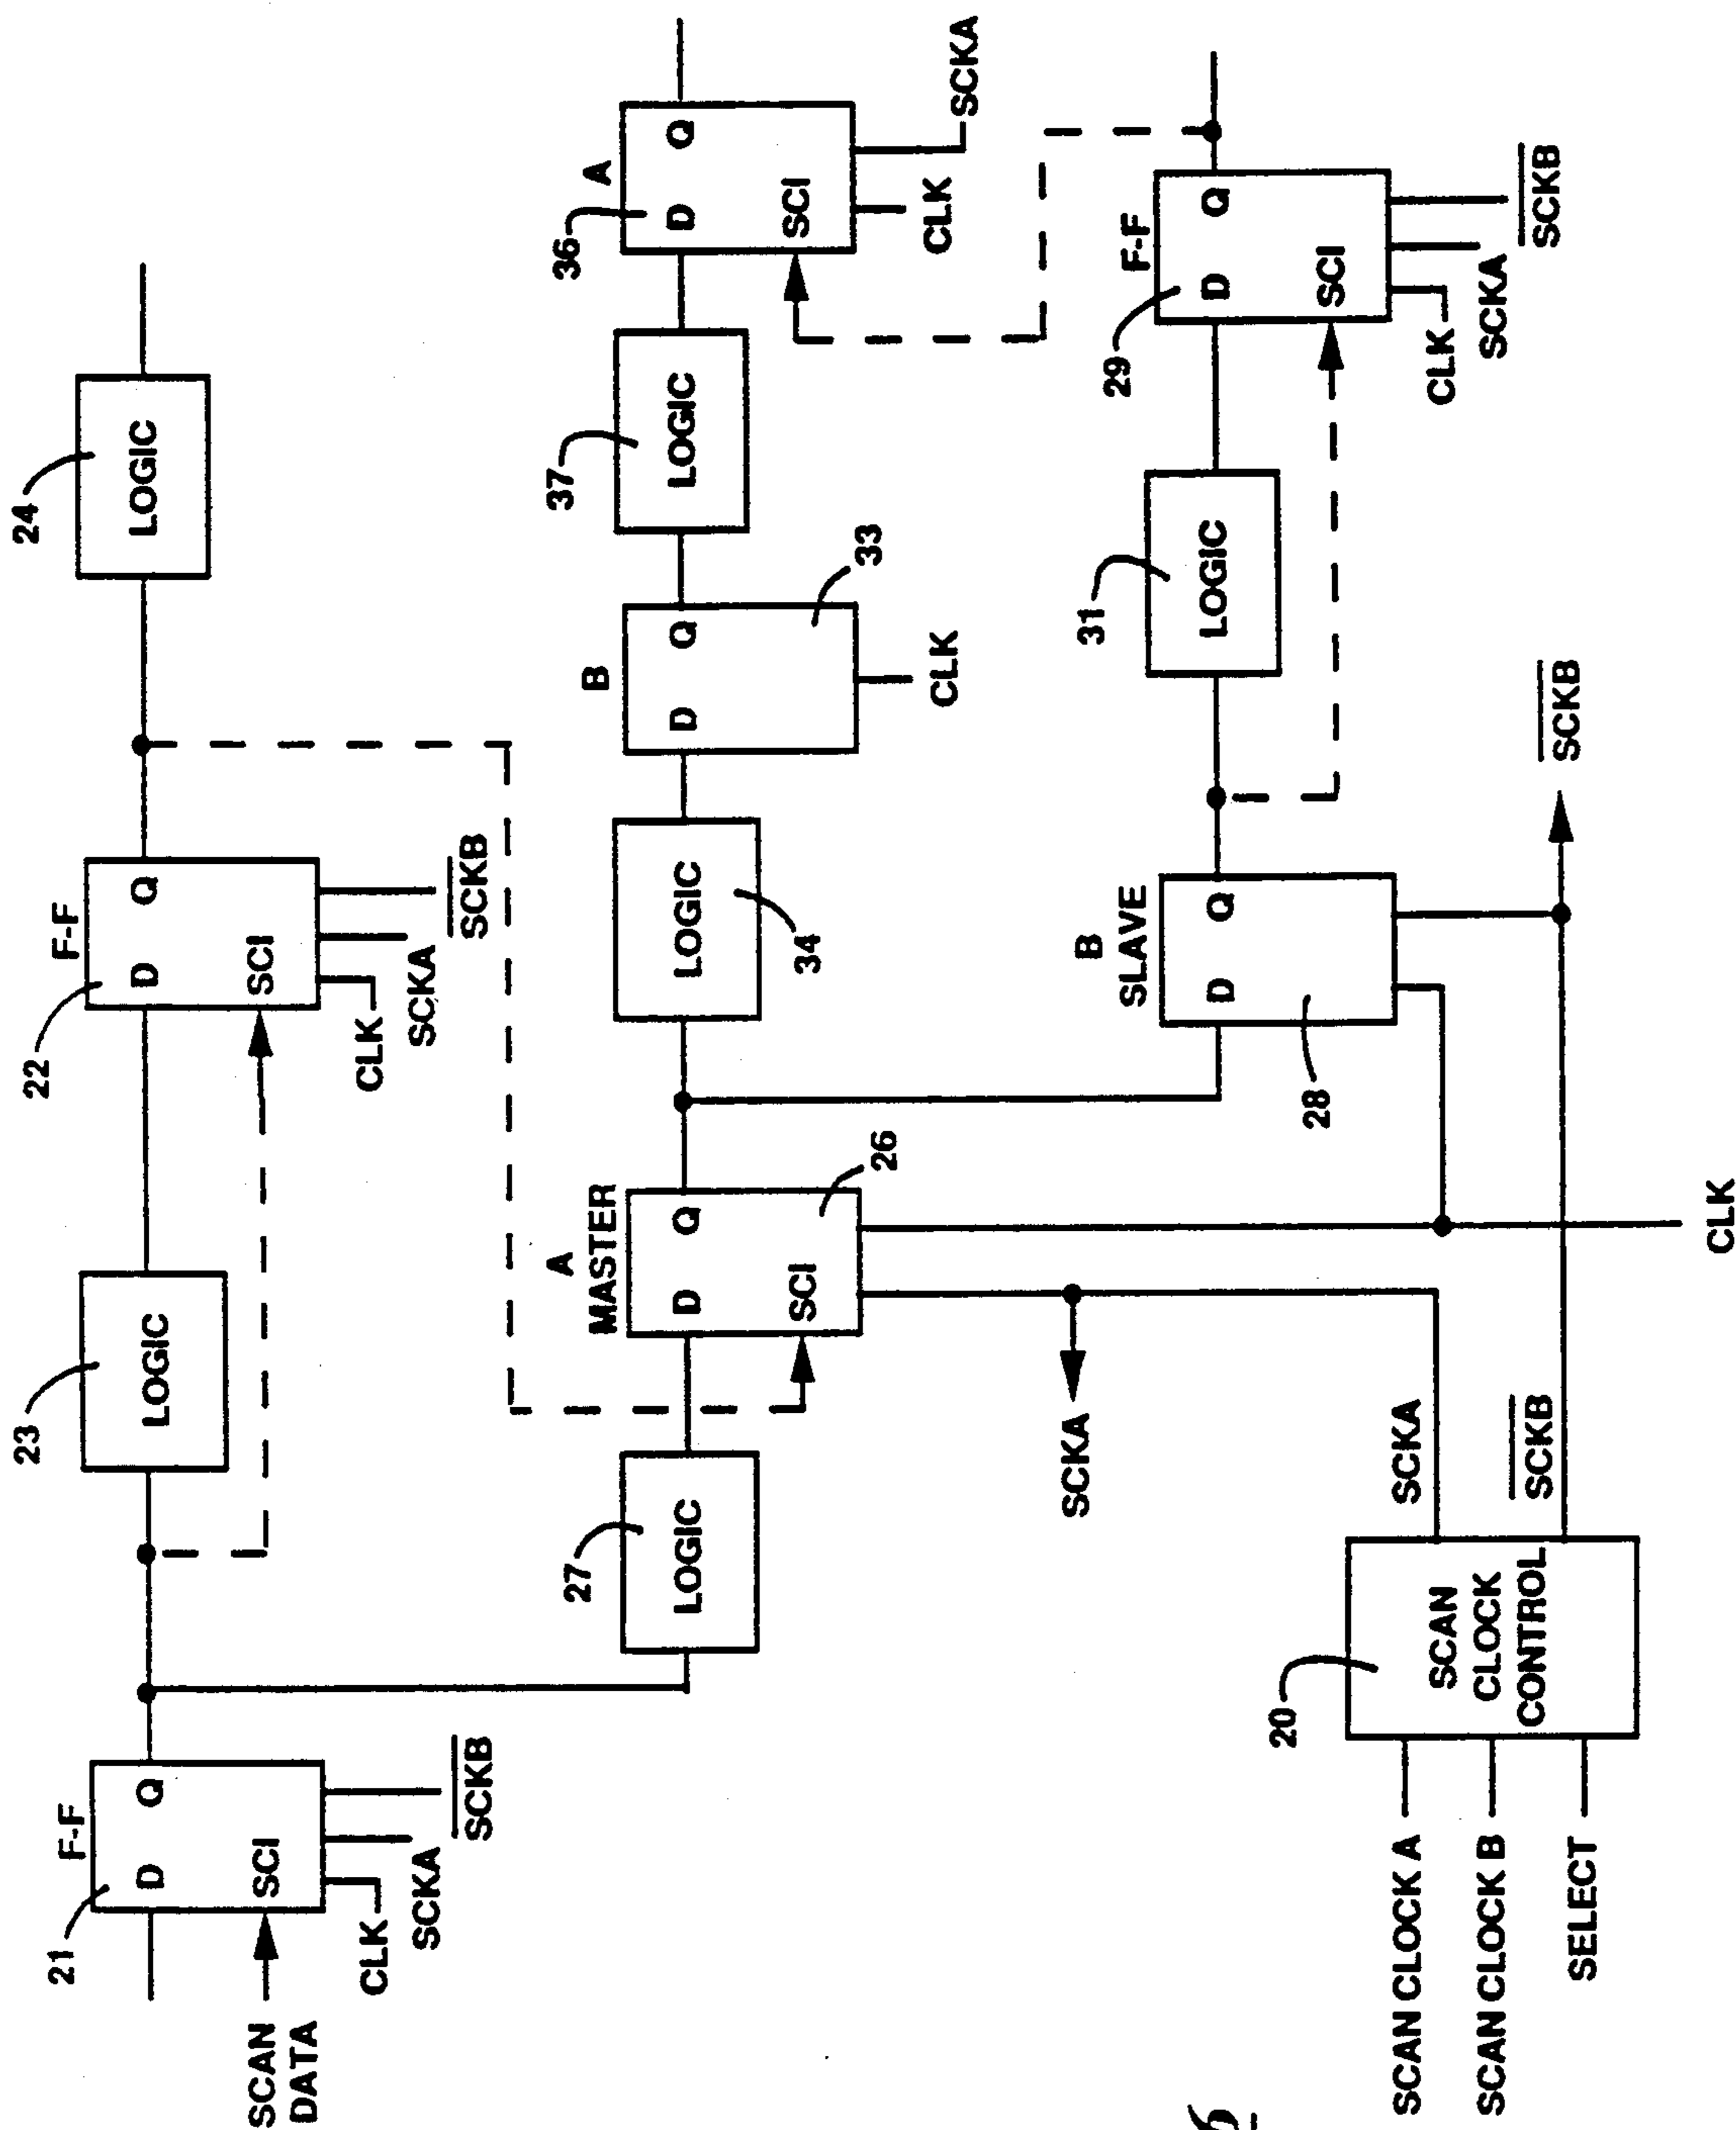 21
F-F
D
Q
SCI
SCAN
DATA
CLK
SCKA
SCKB
23
LOGIC
22
F-F
D
Q
SCI
CLK
SCKA
SCKB
24
LOGIC
27
LOGIC
A
MASTER
D
Q
SCI
26
LOGIC
34
B
D
Q
33
CLK
37
LOGIC
36
A
D
Q
SCI
CLK
SCKA
SCKA
B
SLAVE
D
Q
28
31
LOGIC
29
F-F
D
Q
SCI
CLK
SCKA
SCKB
20
SCAN
CLOCK
CONTROL
SCAN CLOCK A
SCAN CLOCK B
SELECT
SCKA
SCKB
SCKB
CLK